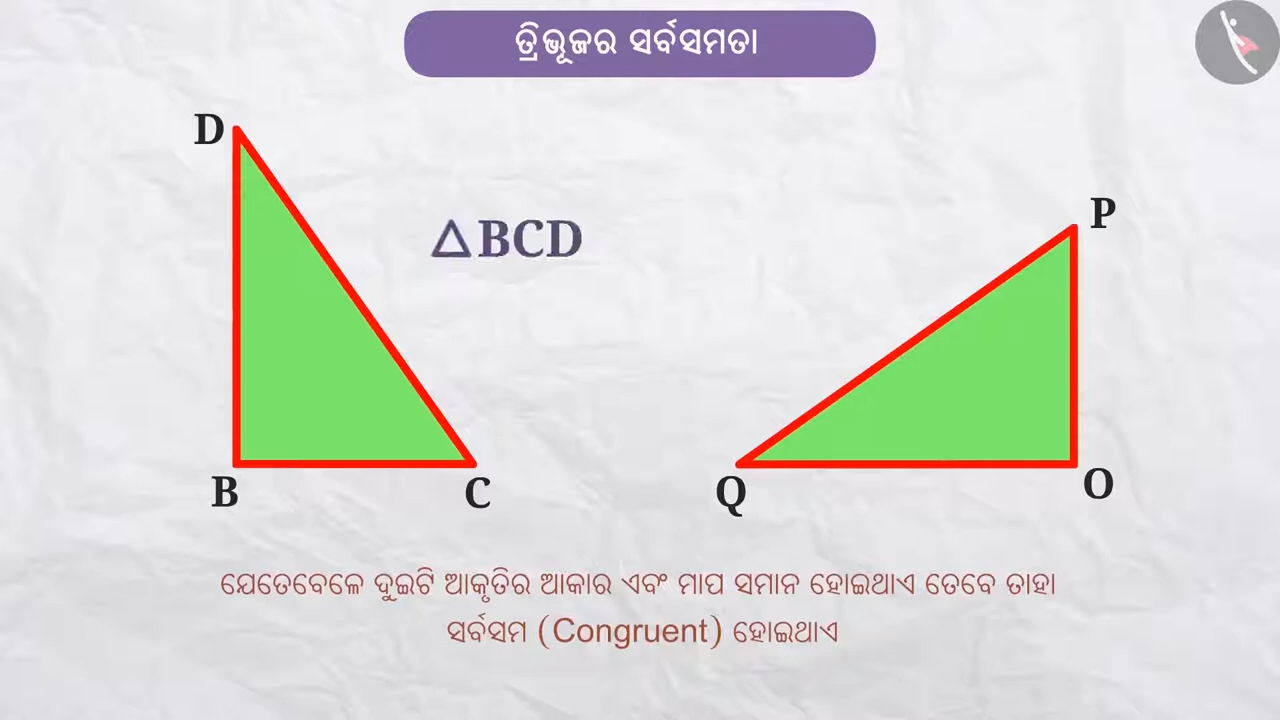 ତ୍ରିଭୂଜର ସର୍ବସମତା
D
△BCD
P
B
C
Q
O
ଯେତେବେଳେ ଦୁଇଟି ଆକୃତିର ଆକାର ଏବଂ ମାପ ସମାନ ହୋଇଥାଏ ତେବେ ତାହା
ସର୍ବସମ (Congruent) ହୋଇଥାଏ